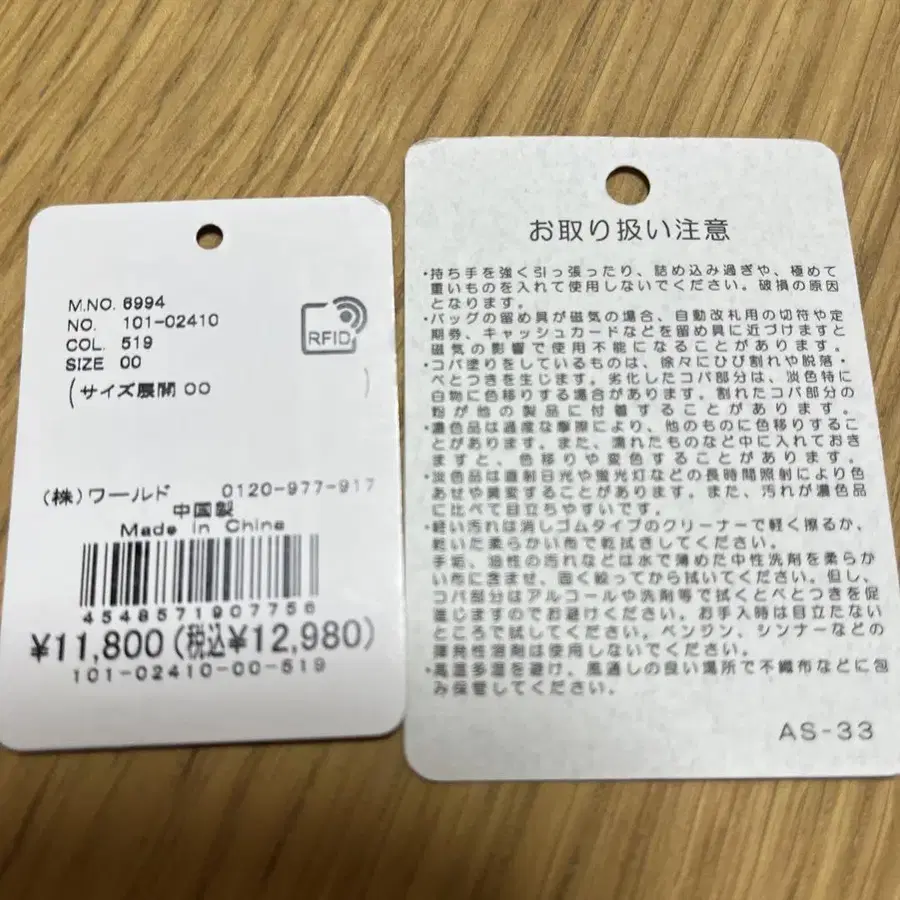 M.NO. 6994
NO. 101-02410
COL. 519
SIZE 00
(サイズ展開 00 )
RFID
(株)ワールド 0120-977-917
中国製
Made in China
4548571907756
¥11,800(税込¥12,980)
101-02410-00-519
お取り扱い注意
・持ち手を強く引っ張ったり、詰め込み過ぎや、極めて
重いものを入れて使用しないでください。破損の原因
となります。
・バッグの留め具が磁気の場合、自動改札用の切符や定
期券、キャッシュカードなどを留め具に近づけますと
磁気の影響で使用不能になることがあります。
・コバ塗りをしているものは、徐々にひび割れや脱落・
べとつきを生じます。劣化したコバ部分は、淡色特に
白物に色移りする場合があります。割れたコバ部分の
粉が他の製品に付着することがあります。
・濃色品は過度な摩擦により、他のものに色移りするこ
とがあります。また、濡れたものなど中に入れておき
ますと、色移りや変色することがあります。
・淡色品は直射日光や蛍光灯などの長時間照射により色
あせや異変することがあります。また、汚れが濃色品
に比べて目立ちやすいです。
・軽い汚れは消しゴムタイプのクリーナーで軽く擦るか、
乾いた柔らかい布で乾拭きしてください。
手垢、油性の汚れなどは水で薄めた中性洗剤を柔らか
い布に含ませ、固く絞ってから拭いてください。但し、
コバ部分はアルコールや洗剤等で拭くとべとつきを促
進しますのでお避けください。お手入時は目立たない
ところで試してください。ベンジン、シンナーなどの
揮発性溶剤は使用しないでください。
・高温多湿を避け、風通しの良い場所で不織布などに包
み保管してください。
AS-33